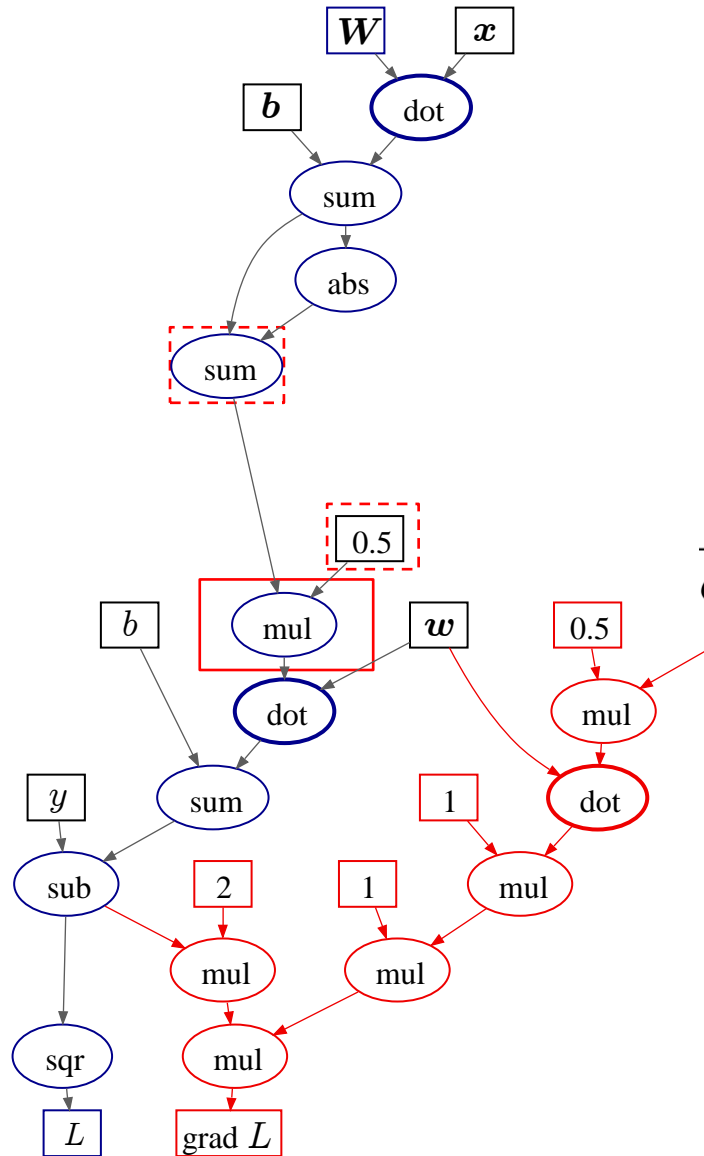 W x
dot
b
sum
abs
sum
0.5
mul
b w 0.5
dot mul
sum
y 1 dot
sub 2 1 mul
mul mul
sqr mul
L grad L